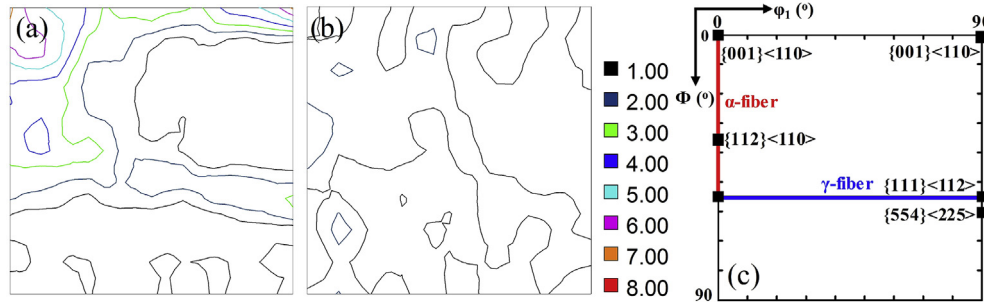 (a)
(b)
1.00
2.00
3.00
4.00
5.00
6.00
7.00
8.00
0
φ₁ (º)
90
0
{001}<110>
{001}<110>
Φ (º)
α-fiber
{112}<110>
γ-fiber
{111}<112>
{554}<225>
(c)
90